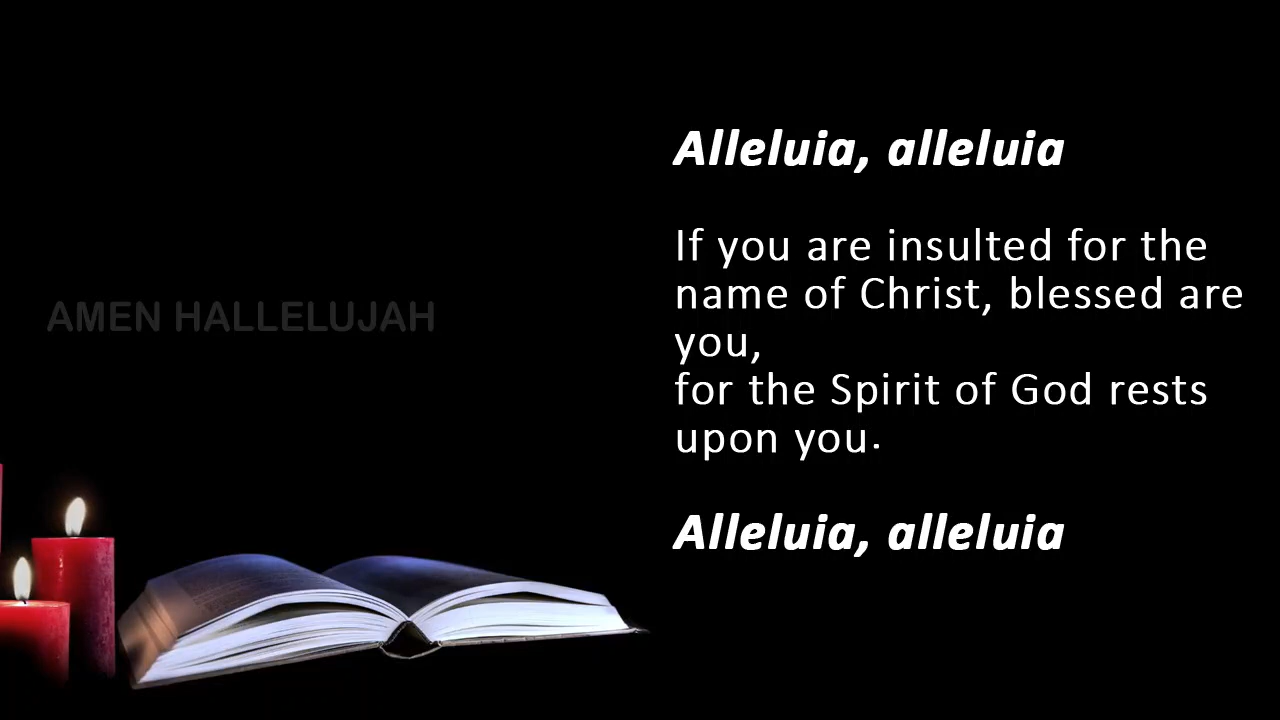 Alleluia, alleluia
If you are insulted for the
name of Christ, blessed are
you,
for the Spirit of God rests
upon you.
Alleluia, alleluia
AMEN HALLELUJAH